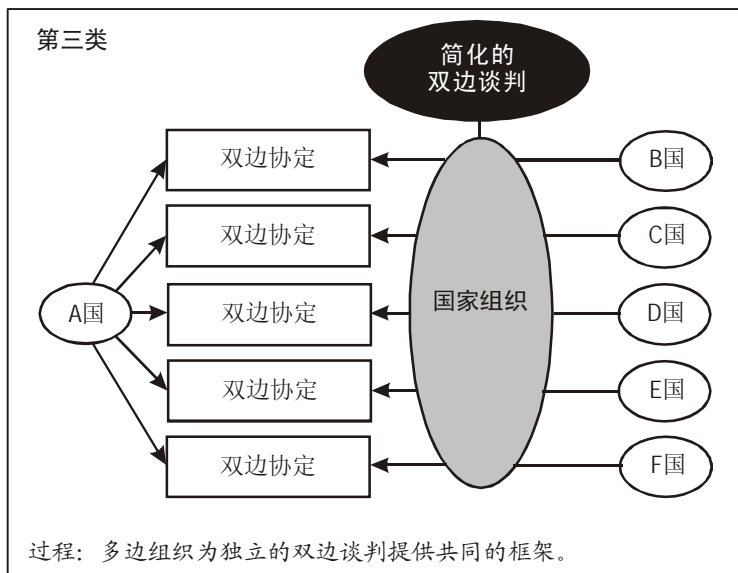 第三类
简化的
双边谈判
双边协定
B国
双边协定
C国
A国
双边协定
国家组织
D国
双边协定
E国
双边协定
F国
过程：多边组织为独立的双边谈判提供共同的框架。